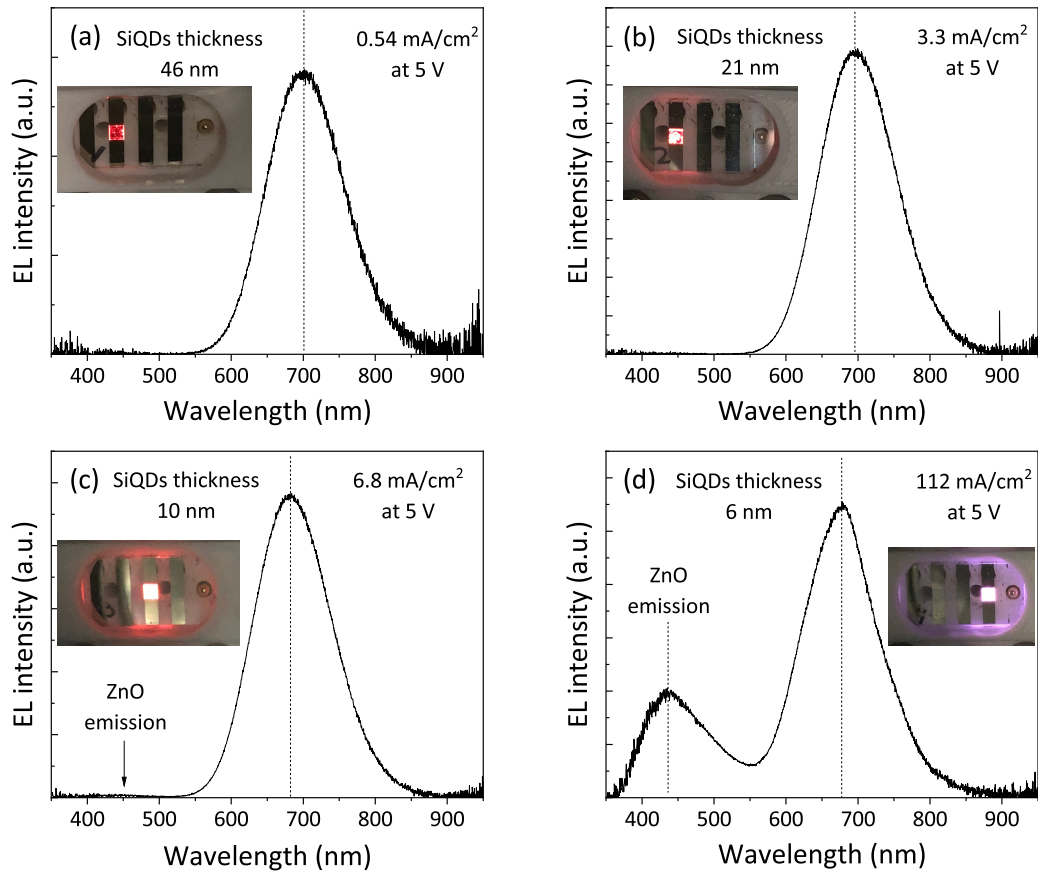 (a) SiQDs thickness 0.54 mA/cm²
46 nm at 5 V
EL intensity (a.u.)
400 500 600 700 800 900
Wavelength (nm)
(b) SiQDs thickness 3.3 mA/cm²
21 nm at 5 V
2
EL intensity (a.u.)
400 500 600 700 800 900
Wavelength (nm)
(c) SiQDs thickness 6.8 mA/cm²
10 nm at 5 V
ZnO
emission
EL intensity (a.u.)
400 500 600 700 800 900
Wavelength (nm)
(d) SiQDs thickness 112 mA/cm²
6 nm at 5 V
ZnO
emission
EL intensity (a.u.)
400 500 600 700 800 900
Wavelength (nm)